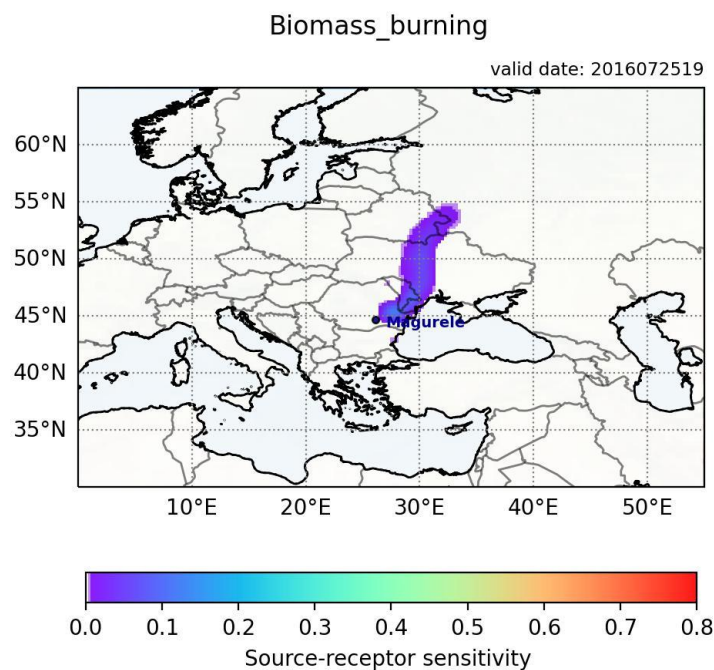 Biomass_burning
valid date: 2016072519
60°N
55°N
50°N
45°N
40°N
35°N
Magurele
10°E 20°E 30°E 40°E 50°E
0.0 0.1 0.2 0.3 0.4 0.5 0.6 0.7 0.8
Source-receptor sensitivity